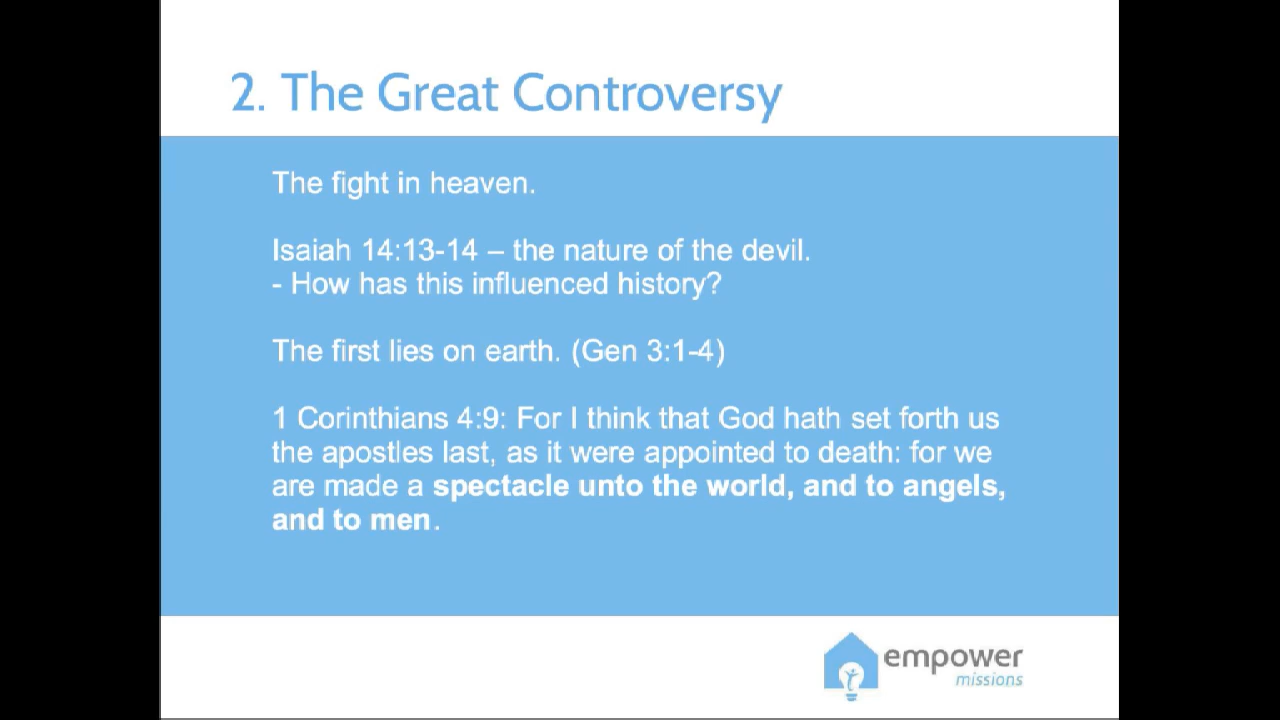 2. The Great Controversy
The fight in heaven.
Isaiah 14:13-14 – the nature of the devil.
- How has this influenced history?
The first lies on earth. (Gen 3:1-4)
1 Corinthians 4:9: For I think that God hath set forth us
the apostles last, as it were appointed to death: for we
are made a spectacle unto the world, and to angels,
and to men.
empower
missions